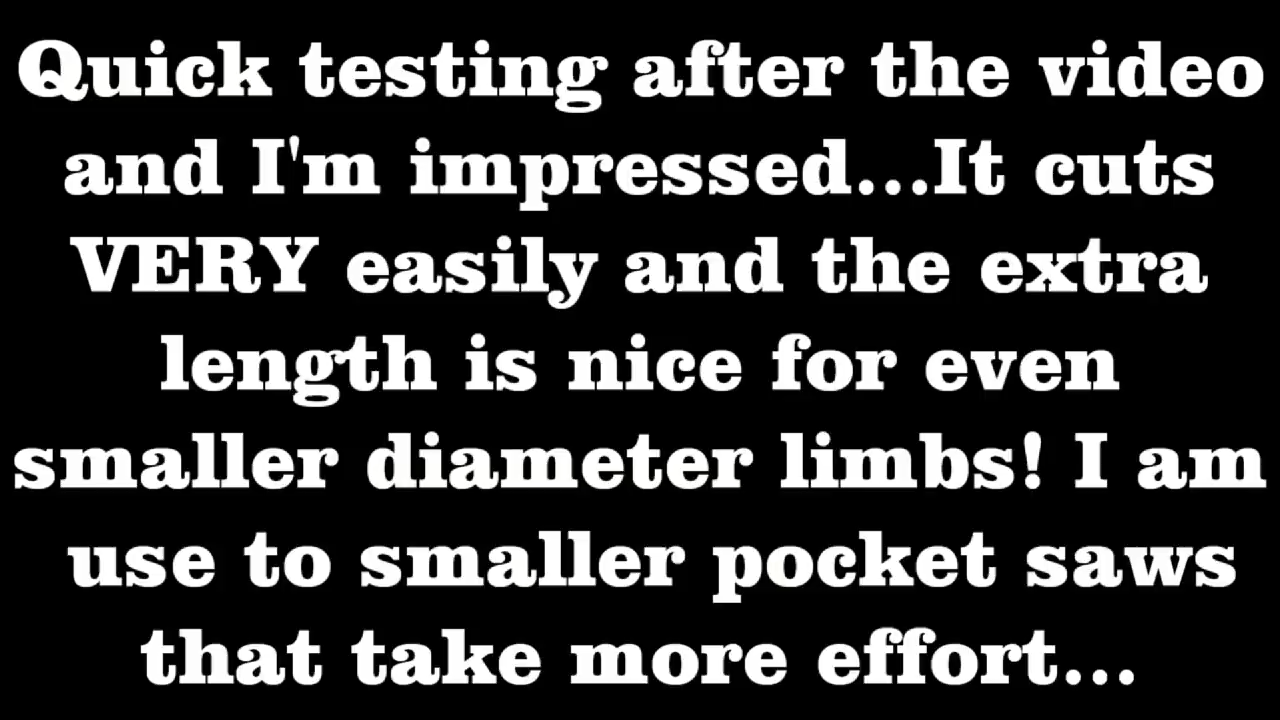 Quick testing after the video
and I'm impressed...It cuts
VERY easily and the extra
length is nice for even
smaller diameter limbs! I am
use to smaller pocket saws
that take more effort...